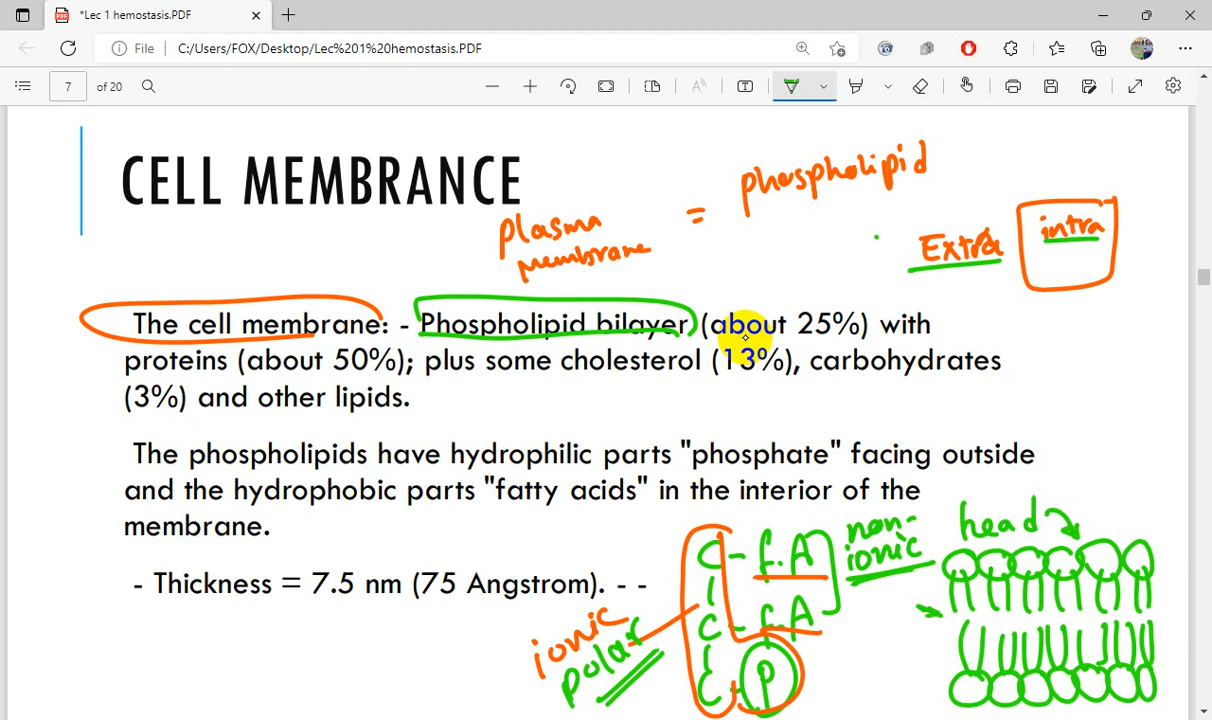 *Lec 1 hemostasis.PDF
File C:/Users/FOX/Desktop/Lec%201%20hemostasis.PDF
7 of 20
CELL MEMBRANCE
phospholipid
plasma =
membrane
Extra intra
The cell membrane: - Phospholipid bilayer (about 25%) with
proteins (about 50%); plus some cholesterol (13%), carbohydrates
(3%) and other lipids.
The phospholipids have hydrophilic parts "phosphate" facing outside
and the hydrophobic parts "fatty acids" in the interior of the
membrane.
- Thickness = 7.5 nm (75 Angstrom). - -
C - f.A
non-
ionic
head
C - f.A
ionic
polar
C - P